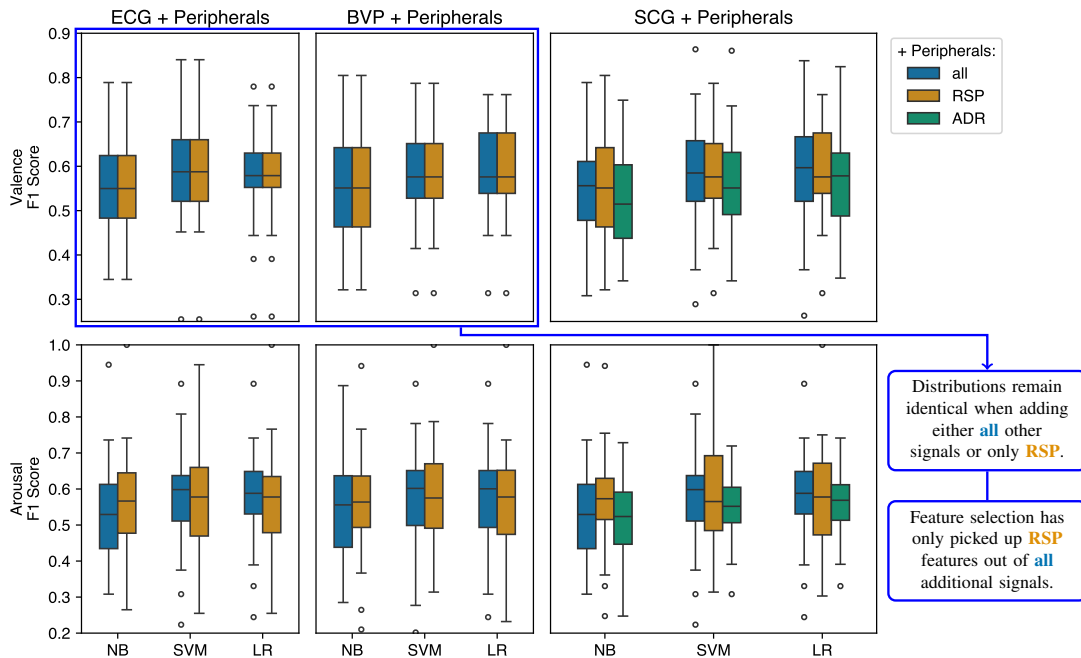 ECG + Peripherals
BVP + Peripherals
SCG + Peripherals
+ Peripherals:
all
RSP
ADR
Valence
F1 Score
0.9
0.8
0.7
0.6
0.5
0.4
0.3
Arousal
F1 Score
1.0
0.9
0.8
0.7
0.6
0.5
0.4
0.3
0.2
NB SVM LR
NB SVM LR
NB SVM LR
Distributions remain
identical when adding
either all other
signals or only RSP.
Feature selection has
only picked up RSP
features out of all
additional signals.